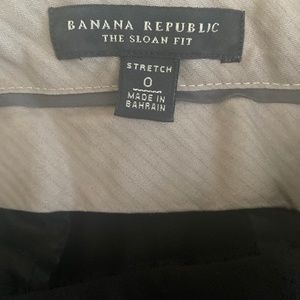 BANANA REPUBLIC
THE SLOAN FIT
STRETCH
0
MADE IN
BAHRAIN